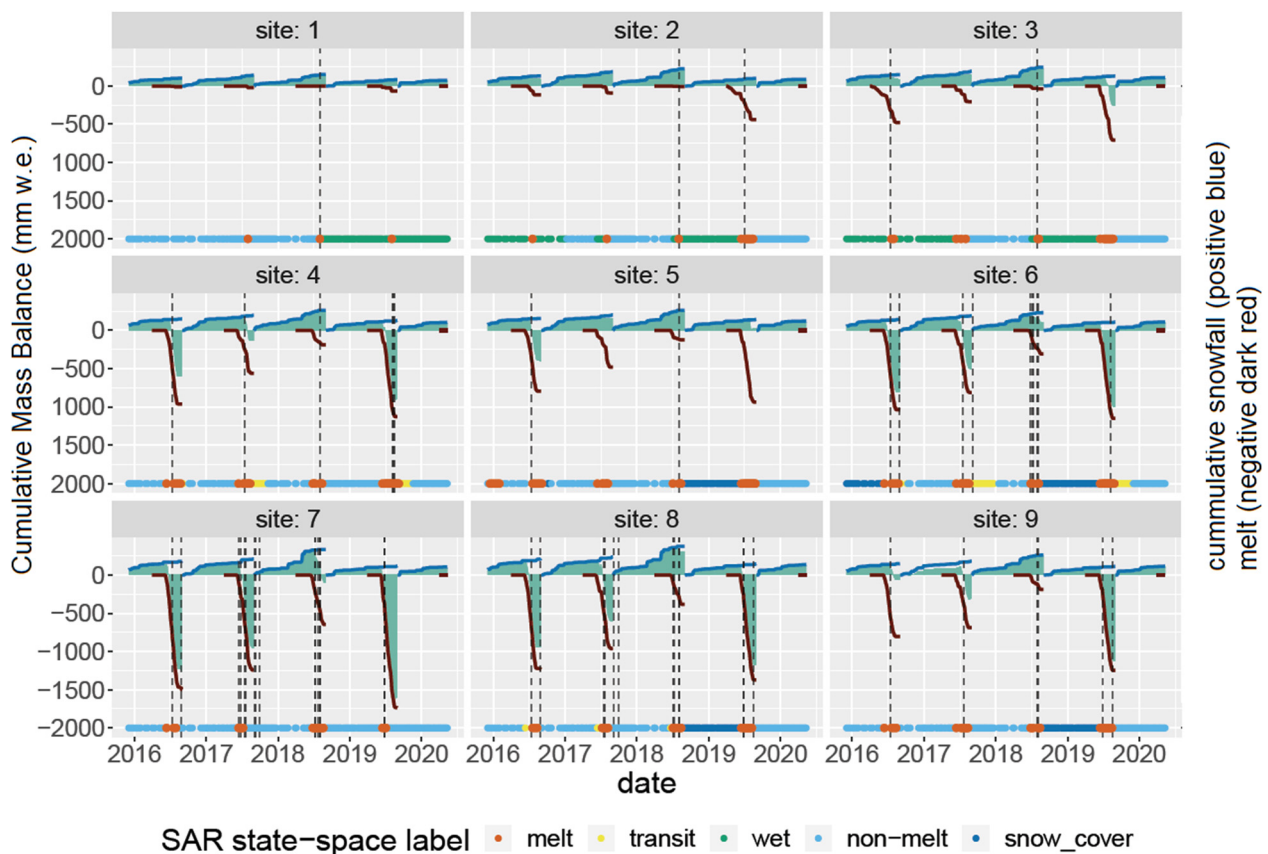 site: 1 site: 2 site: 3
0
−500
1000
1500
2000
site: 4 site: 5 site: 6
0
−500
1000
1500
2000
site: 7 site: 8 site: 9
0
−500
−1000
−1500
−2000
2016 2017 2018 2019 2020 2016 2017 2018 2019 2020 2016 2017 2018 2019 2020
date
Cumulative Mass Balance (mm w.e.)
cummulative snowfall (positive blue)
melt (negative dark red)
SAR state−space label melt transit wet non−melt snow_cover